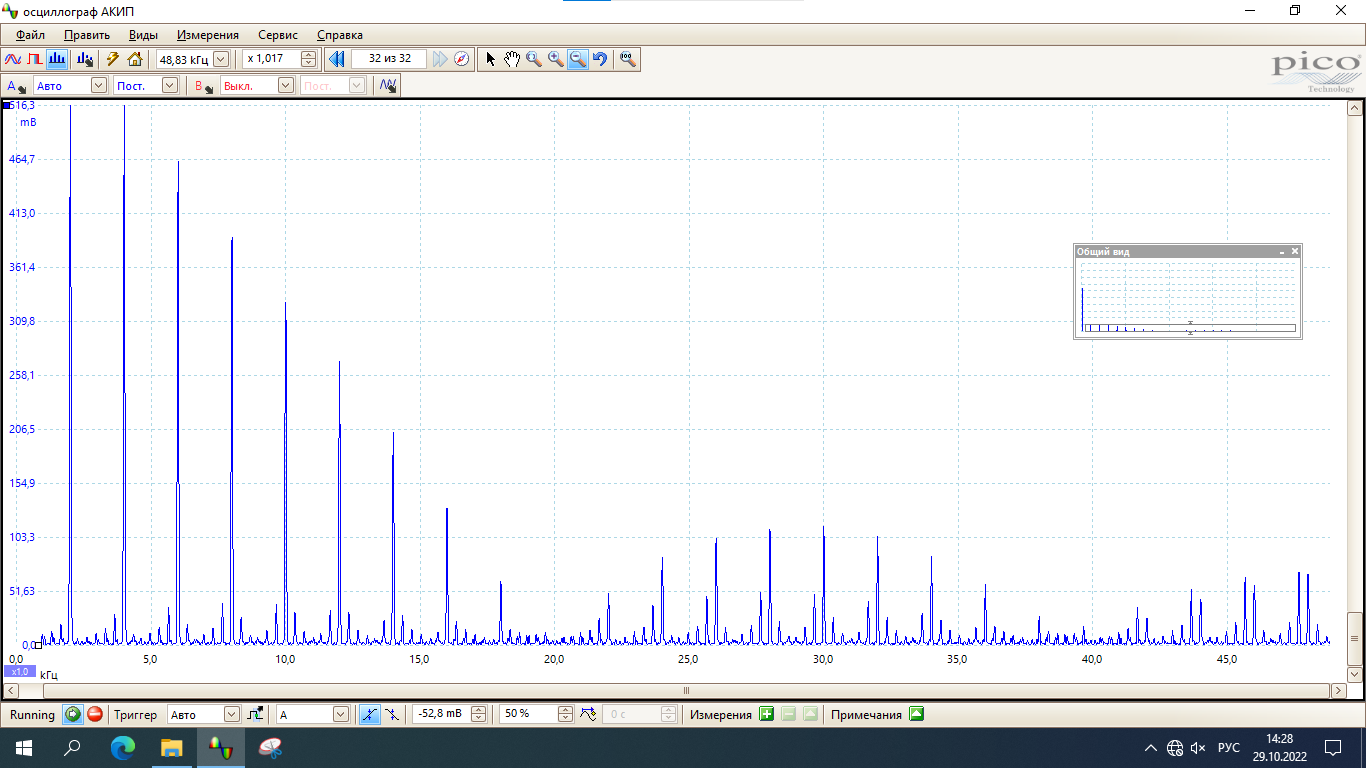 осциллограф АКИП
Файл Править Виды Измерения Сервис Справка
48,83 кГц x 1,017 32 из 32
pico
Technology
A Авто Пост. B Выкл. Пост.
516,3
mB
464,7
413,0
361,4
309,8
258,1
206,5
154,9
103,3
51,63
0,0
Общий вид
0,0 5,0 10,0 15,0 20,0 25,0 30,0 35,0 40,0 45,0
x1,0 кГц
Running Триггер Авто A -52,8 mB 50 % 0 с Измерения Примечания
РУС
14:28
29.10.2022